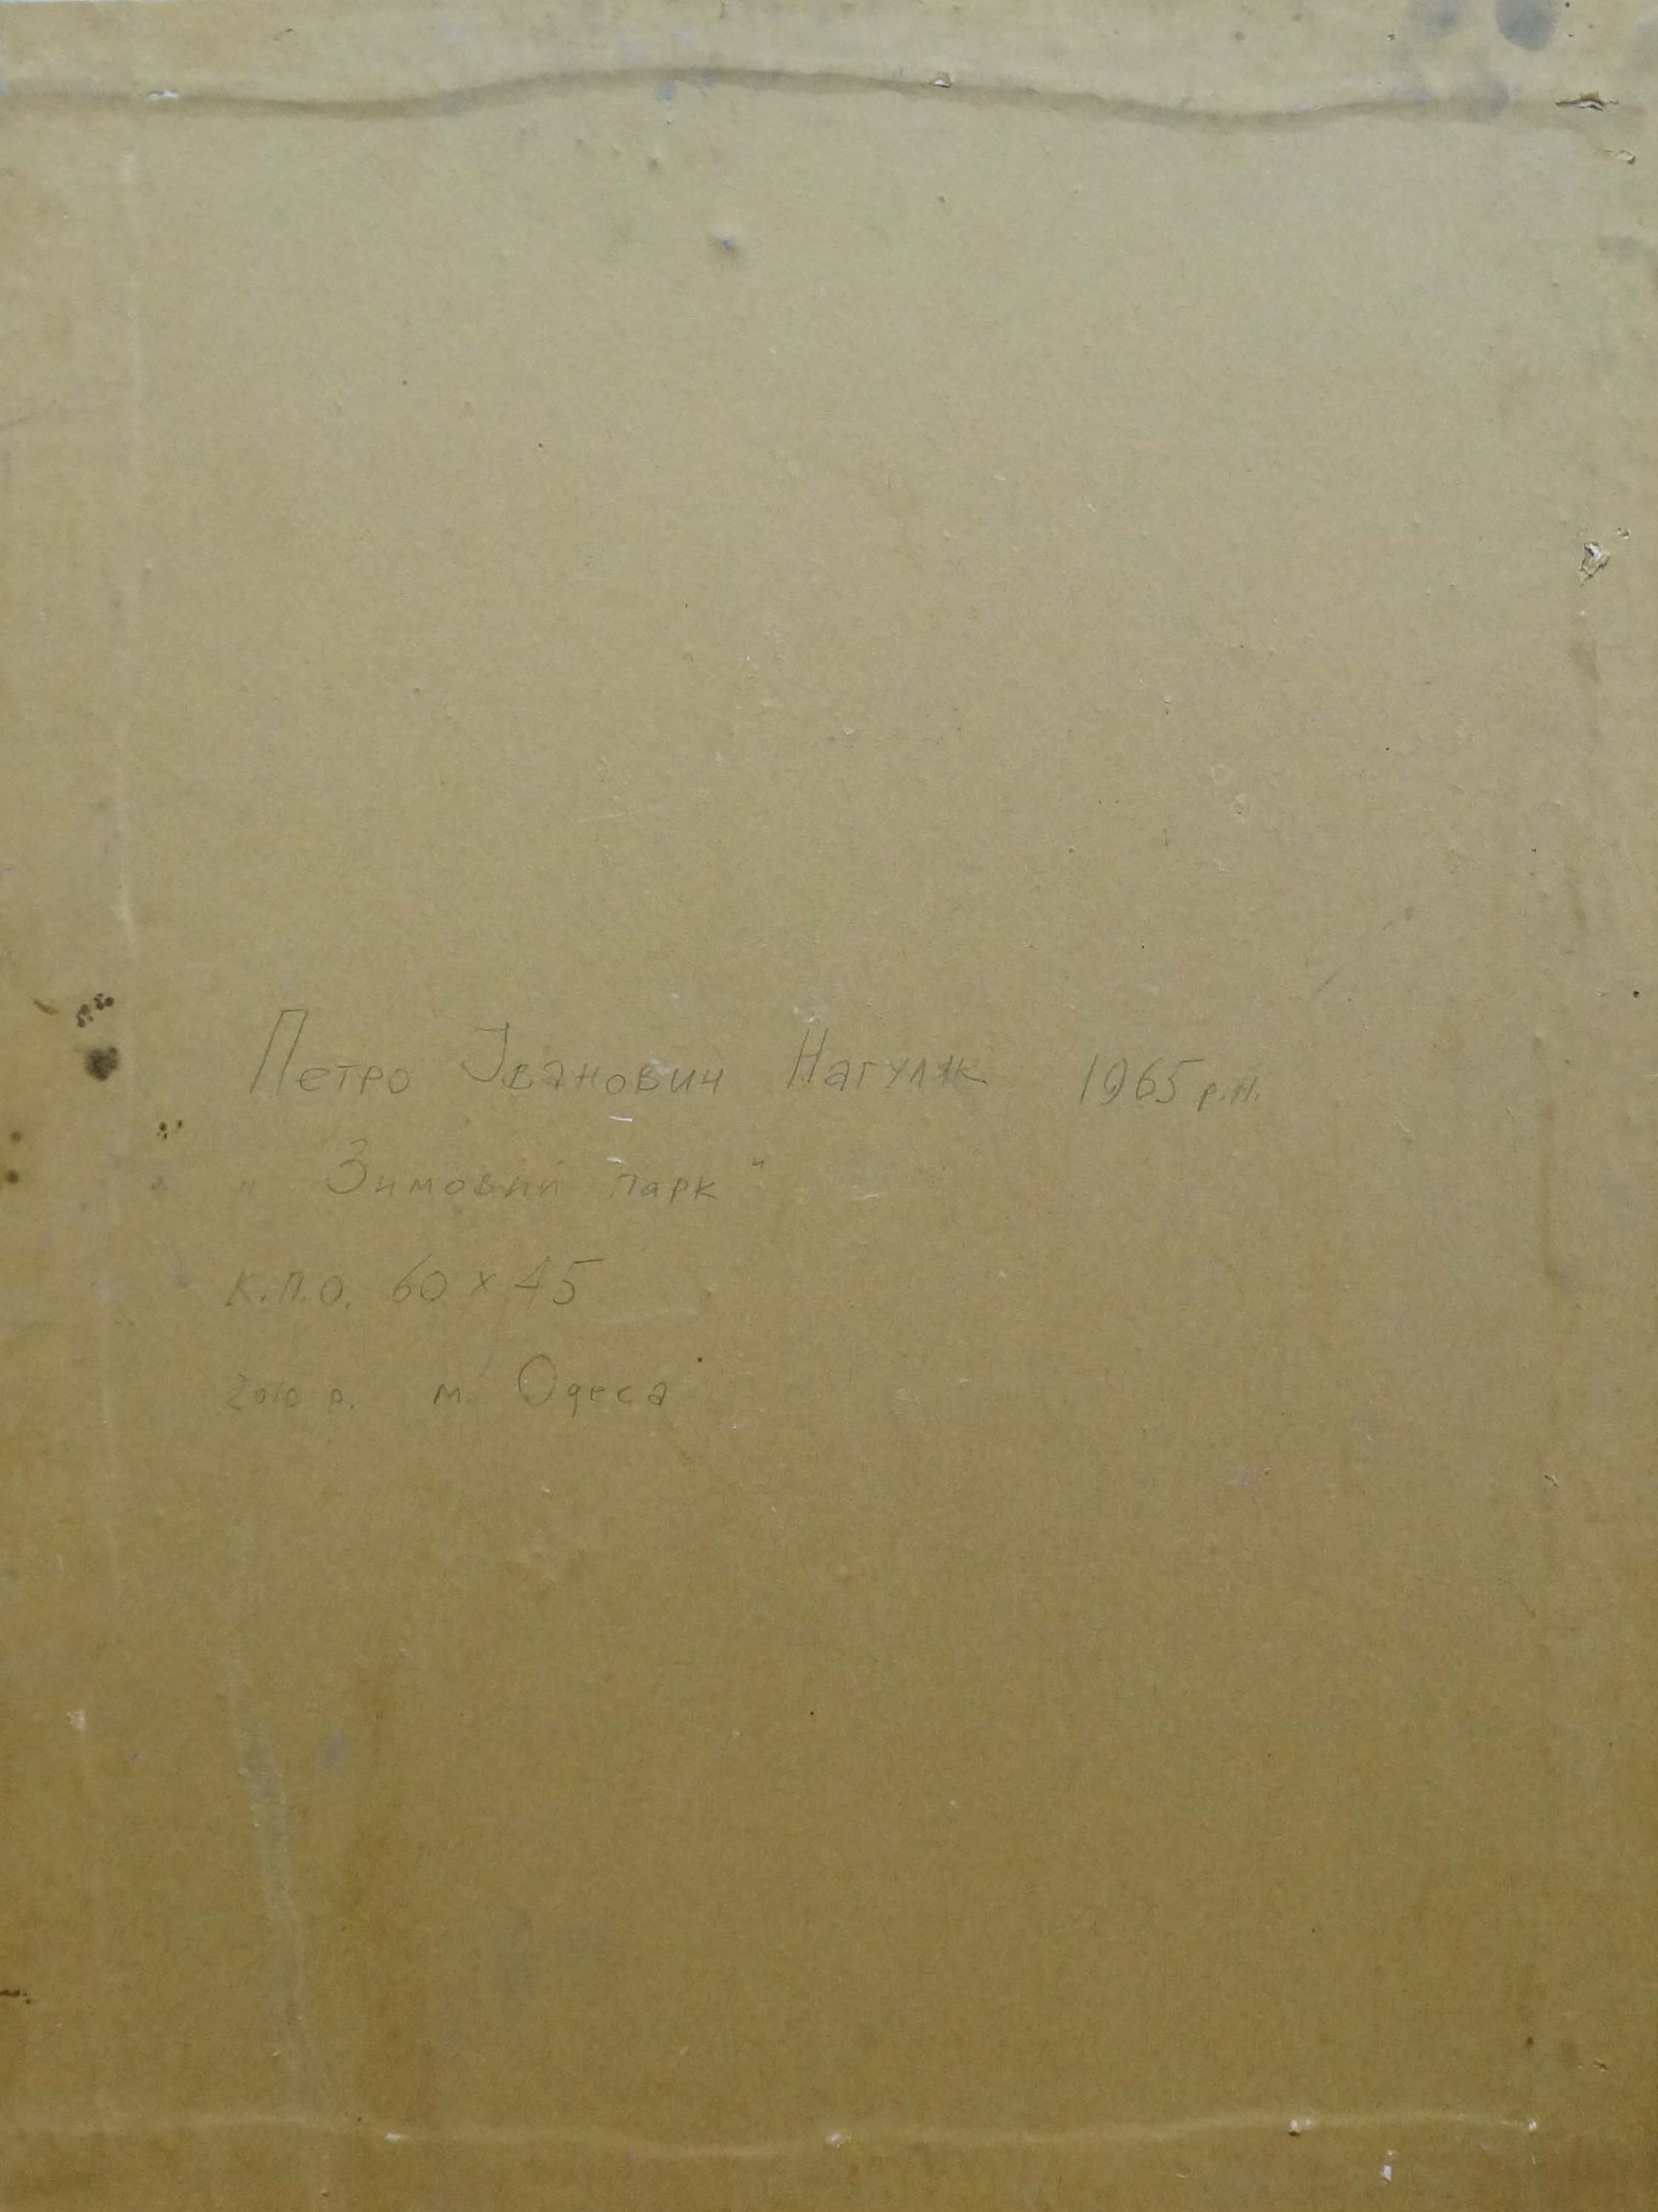 Петро Іванович Нагуляк 1965 р.н.
„ Зимовий парк "
к.п.о. 60 x 45
2010 р. м. Одеса